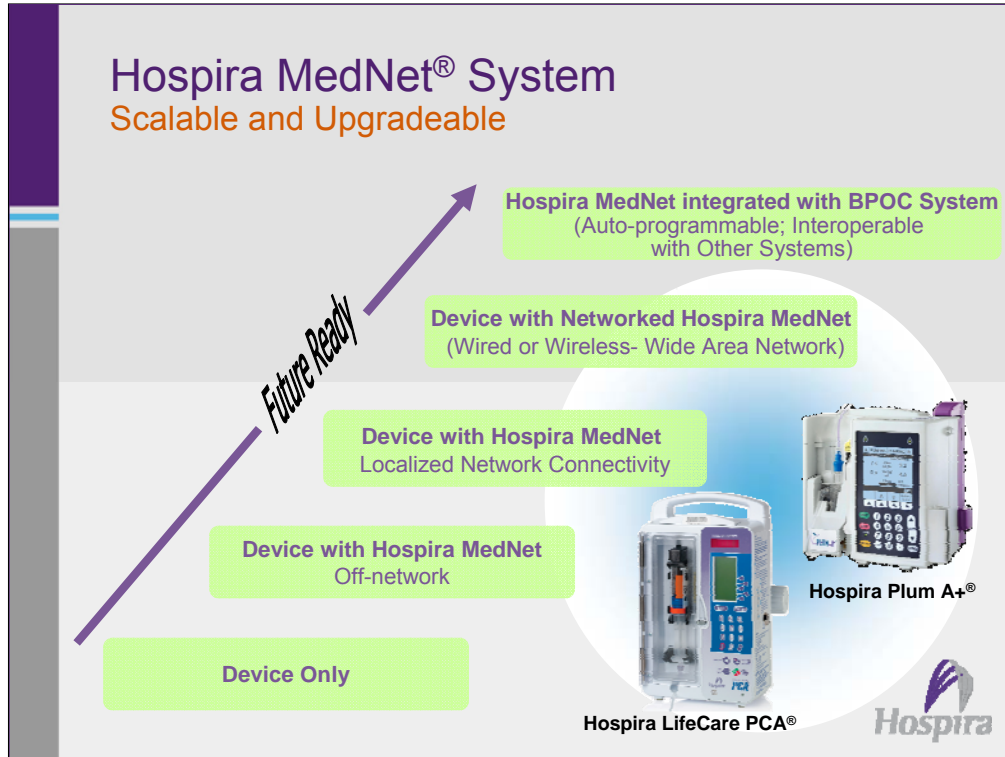 Hospira MedNet® System
Scalable and Upgradeable
Hospira MedNet integrated with BPOC System
(Auto-programmable; Interoperable
with Other Systems)
Future Ready
Device with Networked Hospira MedNet
(Wired or Wireless- Wide Area Network)
Device with Hospira MedNet
Localized Network Connectivity
Device with Hospira MedNet
Off-network
Device Only
Hospira Plum A+®
Hospira LifeCare PCA®
Hospira